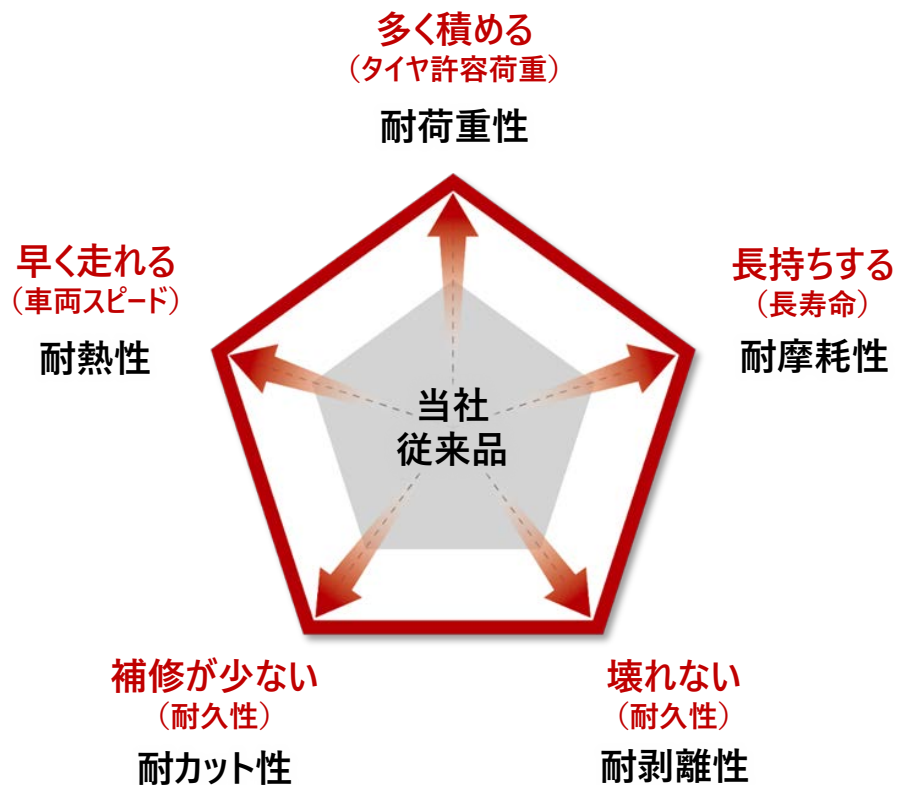 多く積める
（タイヤ許容荷重）
耐荷重性
早く走れる
（車両スピード）
耐熱性
長持ちする
（長寿命）
耐摩耗性
当社
従来品
補修が少ない
（耐久性）
耐カット性
壊れない
（耐久性）
耐剥離性